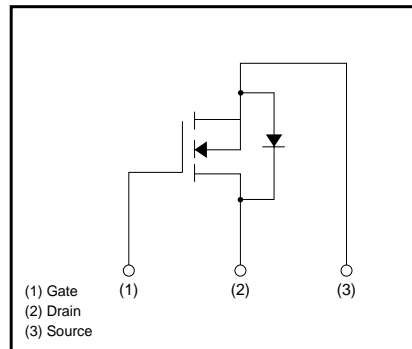 (1) (2) (3)
(1) Gate
(2) Drain
(3) Source